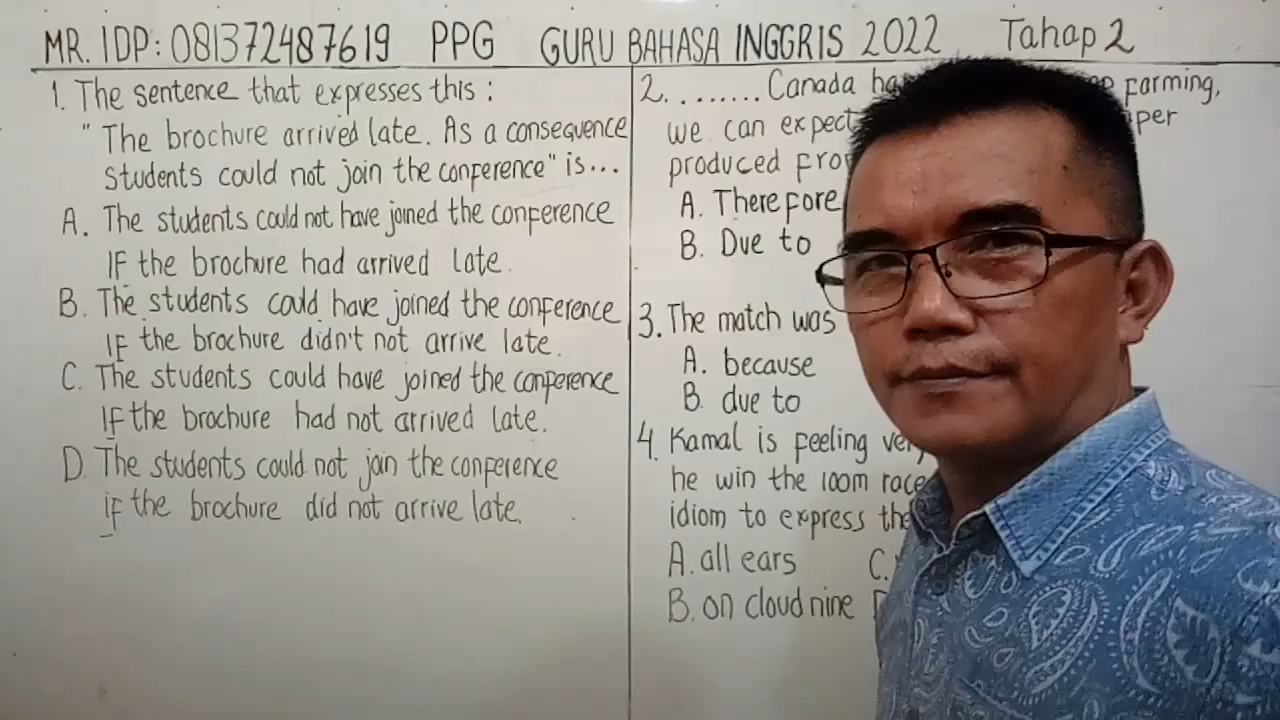 MR. IDP: 081372487619 PPG GURU BAHASA INGGRIS 2022 Tahap 2
1. The sentence that expresses this:
"The brochure arrived late. As a consequence
students could not join the conference" is...
A. The students could not have joined the conference
IF the brochure had arrived late.
B. The students could have joined the conference
IF the brochure didn't not arrive late.
C. The students could have joined the conference
IF the brochure had not arrived late.
D. The students could not join the conference
if the brochure did not arrive late.
2. ........ Canada farming,
we can expect
produced
A. Therefore
B. Due to
3. The match was
A. because
B. due to
4. Kamal is feeling
he win the 100m race
idiom to express
A. all ears C.
B. on cloud nine